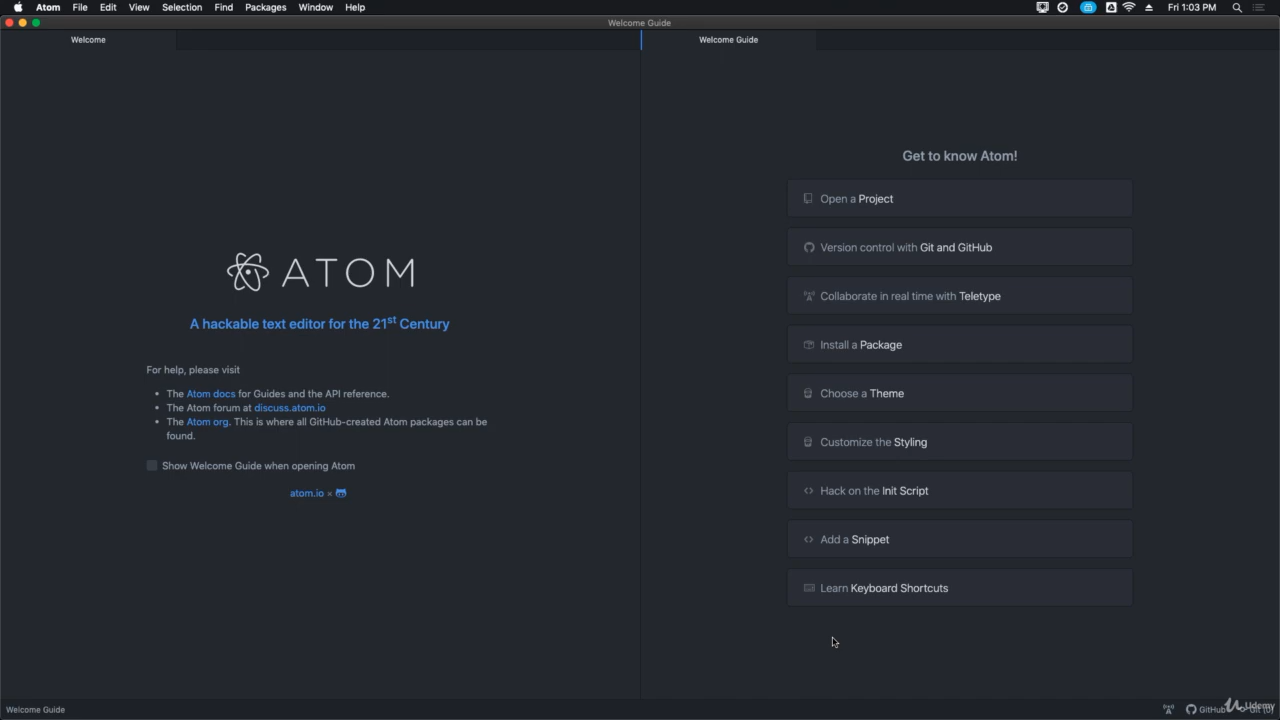 Atom File Edit View Selection Find Packages Window Help
Fri 1:03 PM
Welcome Guide
Welcome
Welcome Guide
ATOM
A hackable text editor for the 21st Century
For help, please visit
• The Atom docs for Guides and the API reference.
• The Atom forum at discuss.atom.io
• The Atom org. This is where all GitHub-created Atom packages can be
found.
Show Welcome Guide when opening Atom
atom.io ×
Get to know Atom!
Open a Project
Version control with Git and GitHub
Collaborate in real time with Teletype
Install a Package
Choose a Theme
Customize the Styling
Hack on the Init Script
Add a Snippet
Learn Keyboard Shortcuts
Welcome Guide
GitHub
Git (0)
Udemy